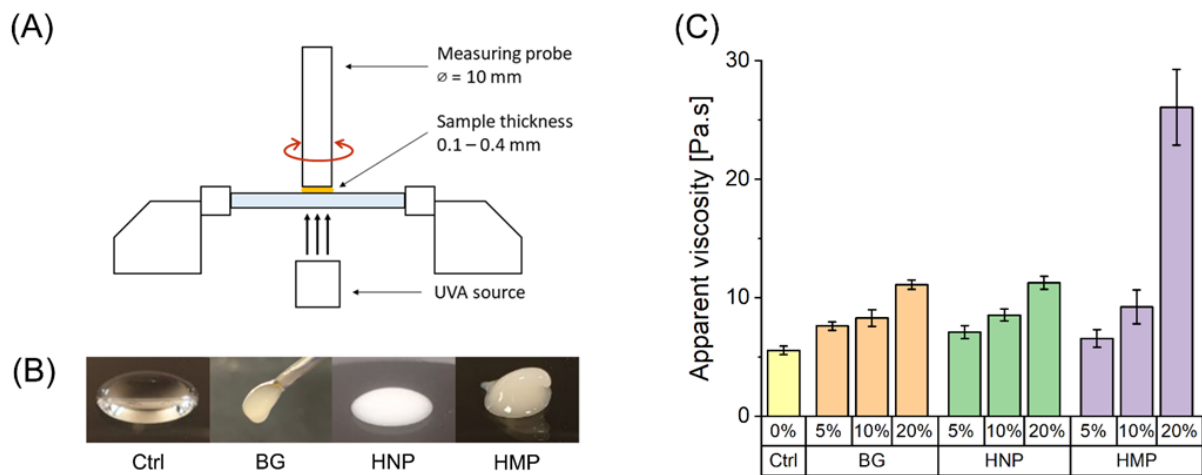 (A)
Measuring probe
⌀ = 10 mm
Sample thickness
0.1 – 0.4 mm
UVA source
(B)
Ctrl BG HNP HMP
(C)
Apparent viscosity [Pa.s]
30
20
10
0
0% 5% 10% 20% 5% 10% 20% 5% 10% 20%
Ctrl BG HNP HMP